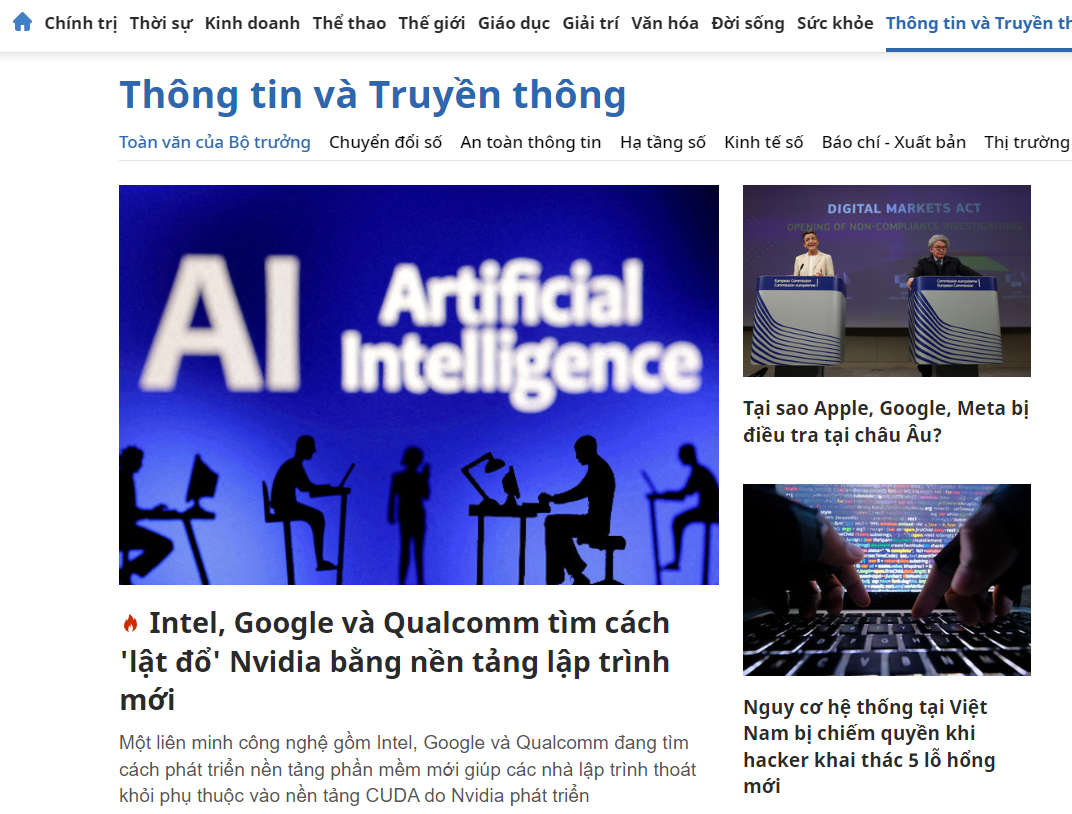 Chính trị Thời sự Kinh doanh Thể thao Thế giới Giáo dục Giải trí Văn hóa Đời sống Sức khỏe Thông tin và Truyền
Thông tin và Truyền thông
Toàn văn của Bộ trưởng Chuyển đổi số An toàn thông tin Hạ tầng số Kinh tế số Báo chí - Xuất bản Thị trường
AI Artificial
Intelligence
Intel, Google và Qualcomm tìm cách
'lật đổ' Nvidia bằng nền tảng lập trình
mới
Một liên minh công nghệ gồm Intel, Google và Qualcomm đang tìm
cách phát triển nền tảng phần mềm mới giúp các nhà lập trình thoát
khỏi phụ thuộc vào nền tảng CUDA do Nvidia phát triển
DIGITAL MARKETS ACT
OPENING OF NON-COMPLIANCE INVESTIGATIONS
Tại sao Apple, Google, Meta bị
điều tra tại châu Âu?
Nguy cơ hệ thống tại Việt
Nam bị chiếm quyền khi
hacker khai thác 5 lỗ hổng
mới